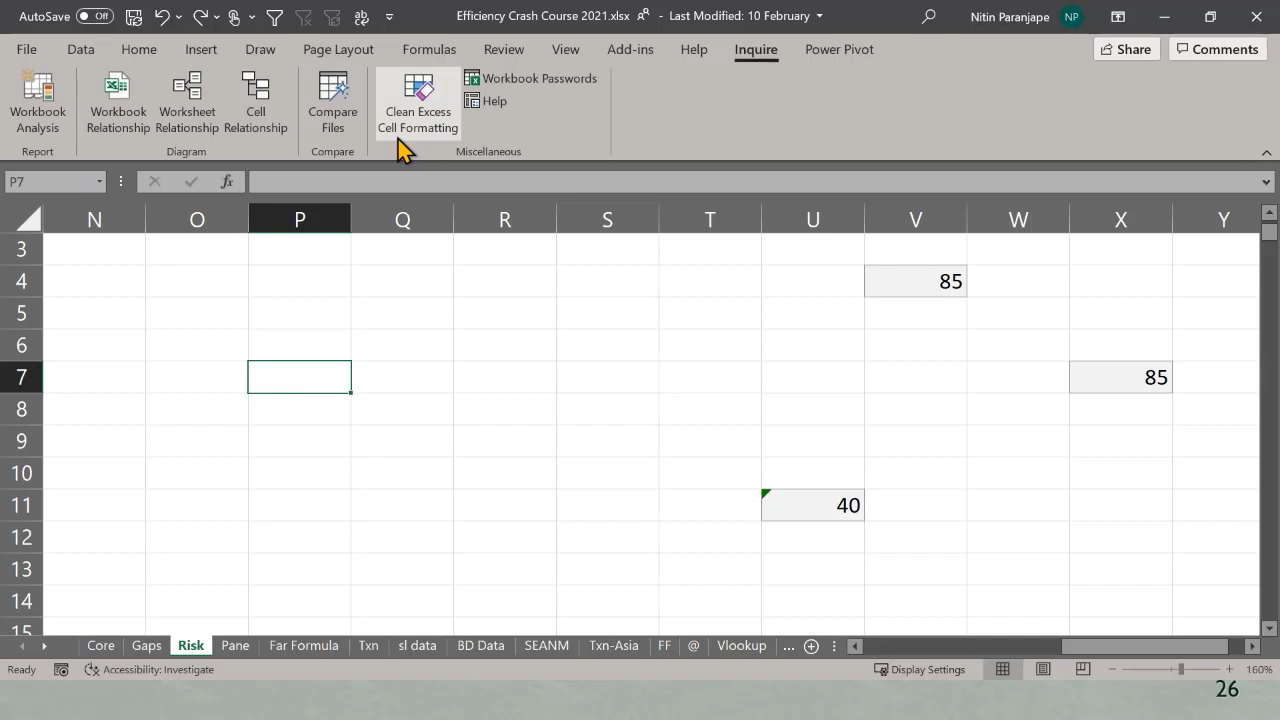 AutoSave Off Efficiency Crash Course 2021.xlsx - Last Modified: 10 February Nitin Paranjape NP
File Data Home Insert Draw Page Layout Formulas Review View Add-ins Help Inquire Power Pivot Share Comments
Workbook Analysis
Workbook Relationship
Worksheet Relationship
Cell Relationship
Compare Files
Clean Excess Cell Formatting
Workbook Passwords
Help
Report Diagram Compare Miscellaneous
P7 fx
N O P Q R S T U V W X Y
3
4 85
5
6
7 85
8
9
10
11 40
12
13
14
15
Core Gaps Risk Pane Far Formula Txn sl data BD Data SEANM Txn-Asia FF @ Vlookup ...
Ready Accessibility: Investigate Display Settings 160%
26